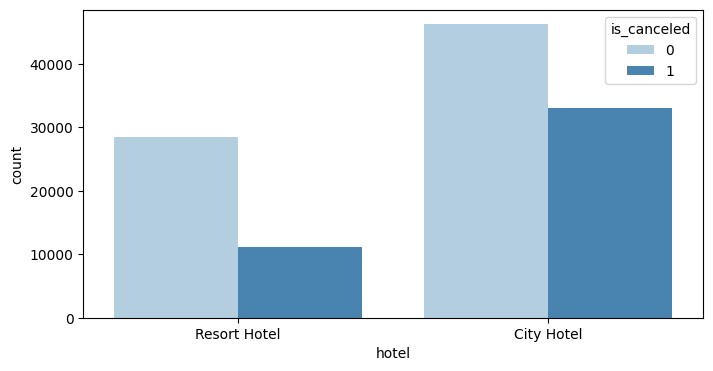 is_canceled
0
1
count
40000
30000
20000
10000
0
Resort Hotel
City Hotel
hotel